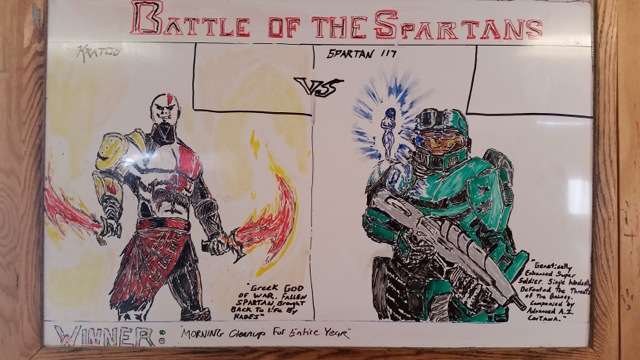 BATTLE OF THE SPARTANS
KRATOS
SPARTAN 117
VS
"Greek GOD
OF WAR. FALLEN
SPARTAN, Brought
BACK To Life By
HADES"
"Genetically
Enhanced Super
Soldier. Single Handedly
Defeated the Threats
of the Galaxy.
Companied by
Advanced A.I.
Cortana."
WINNER: "MORNING Cleanup For Entire Year"